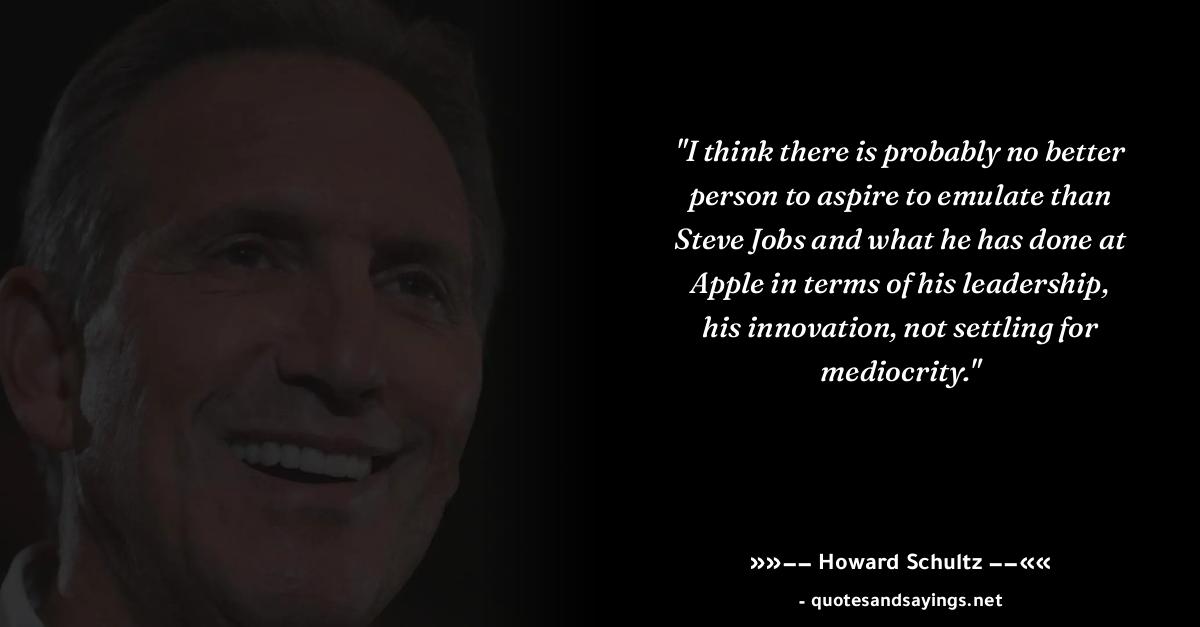 "I think there is probably no better
person to aspire to emulate than
Steve Jobs and what he has done at
Apple in terms of his leadership,
his innovation, not settling for
mediocrity."
»»−− Howard Schultz −−««
- quotesandsayings.net